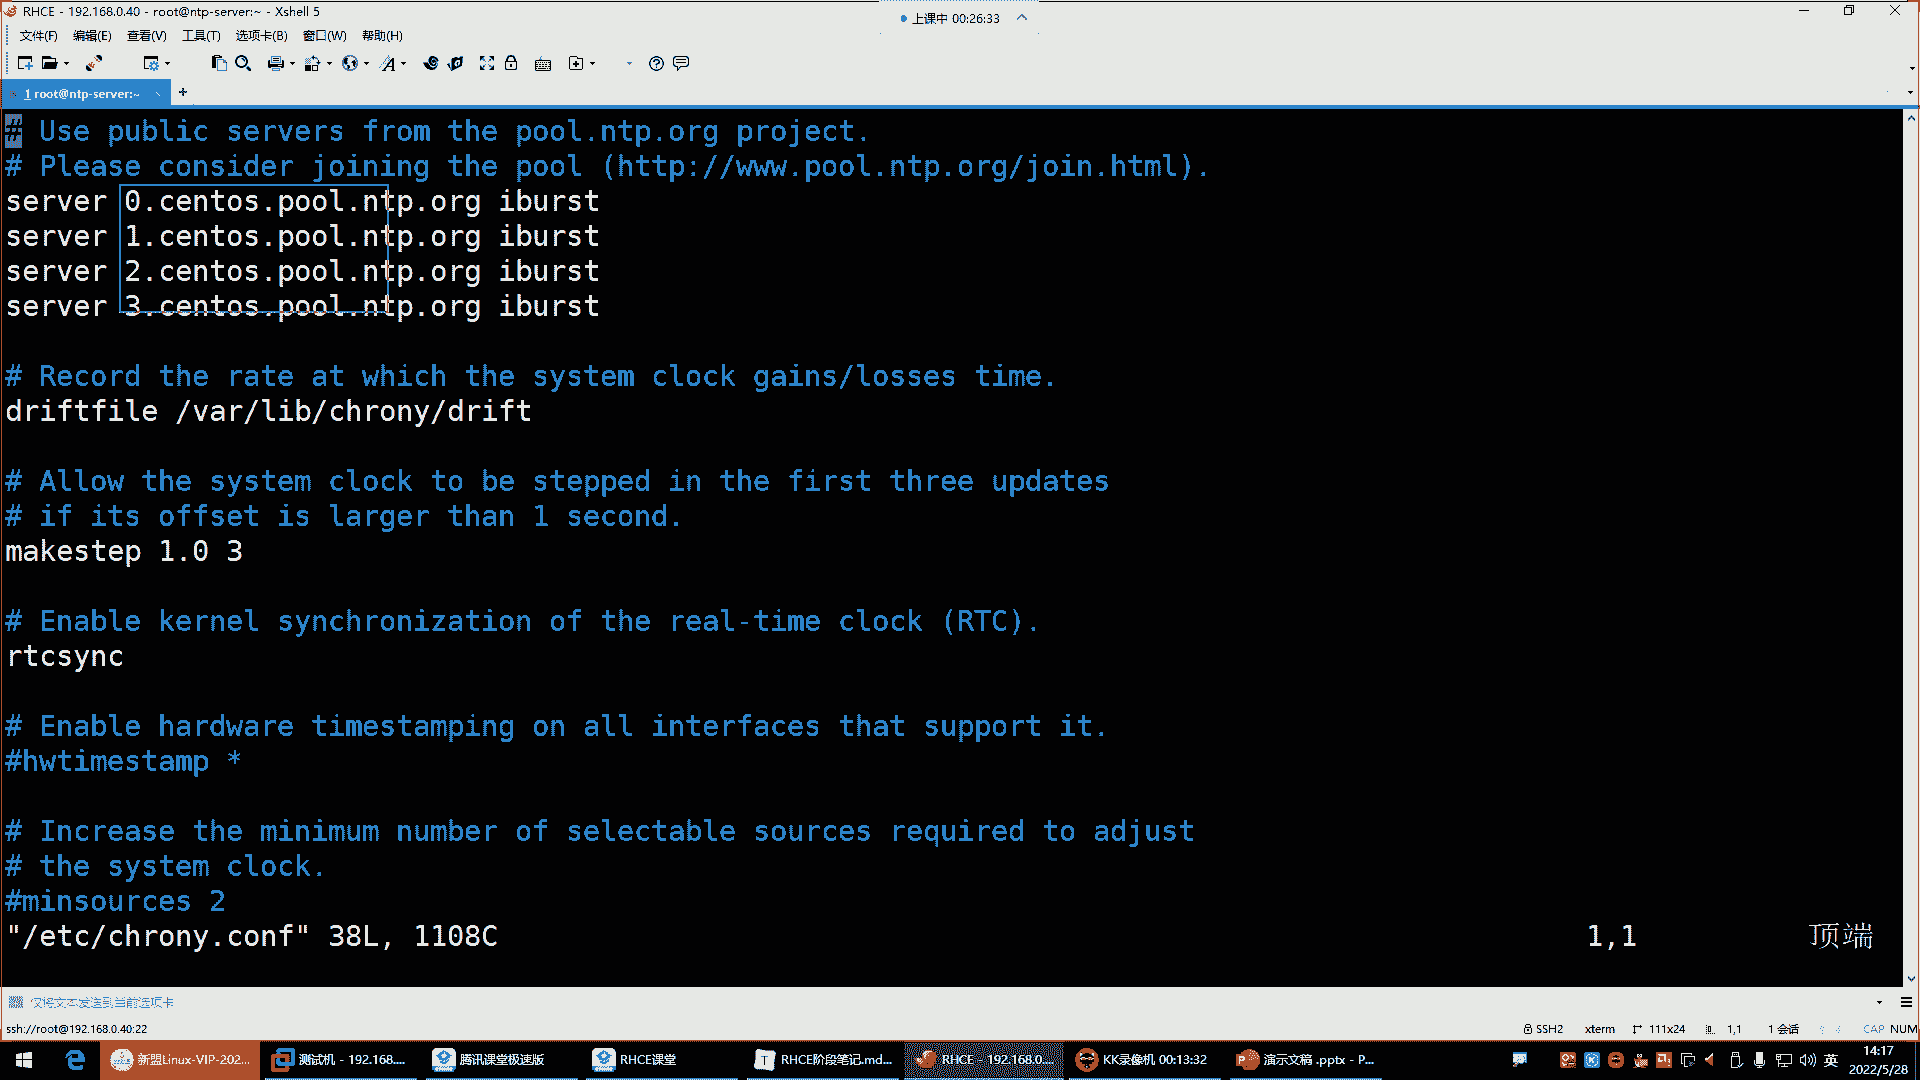 RHCE - 192.168.0.40 - root@ntp-server:~ - Xshell 5
上课中 00:26:33
文件(F) 编辑(E) 查看(V) 工具(T) 选项卡(B) 窗口(W) 帮助(H)
1 root@ntp-server:~
# Use public servers from the pool.ntp.org project.
# Please consider joining the pool (http://www.pool.ntp.org/join.html).
server 0.centos.pool.ntp.org iburst
server 1.centos.pool.ntp.org iburst
server 2.centos.pool.ntp.org iburst
server 3.centos.pool.ntp.org iburst
# Record the rate at which the system clock gains/losses time.
driftfile /var/lib/chrony/drift
# Allow the system clock to be stepped in the first three updates
# if its offset is larger than 1 second.
makestep 1.0 3
# Enable kernel synchronization of the real-time clock (RTC).
rtcsync
# Enable hardware timestamping on all interfaces that support it.
#hwtimestamp *
# Increase the minimum number of selectable sources required to adjust
# the system clock.
#minsources 2
"/etc/chrony.conf" 38L, 1108C 1,1 顶端
仅将文本发送到当前选项卡
ssh://root@192.168.0.40:22 SSH2 xterm 111x24 1,1 1 会话 CAP NUM
新盟Linux-VIP-202... 测试机 - 192.168.... 腾讯课堂极速版 RHCE课堂 RHCE阶段笔记.md... RHCE - 192.168.0.... KK录像机 00:13:32 演示文稿 .pptx - P... 英 14:17
2022/5/28